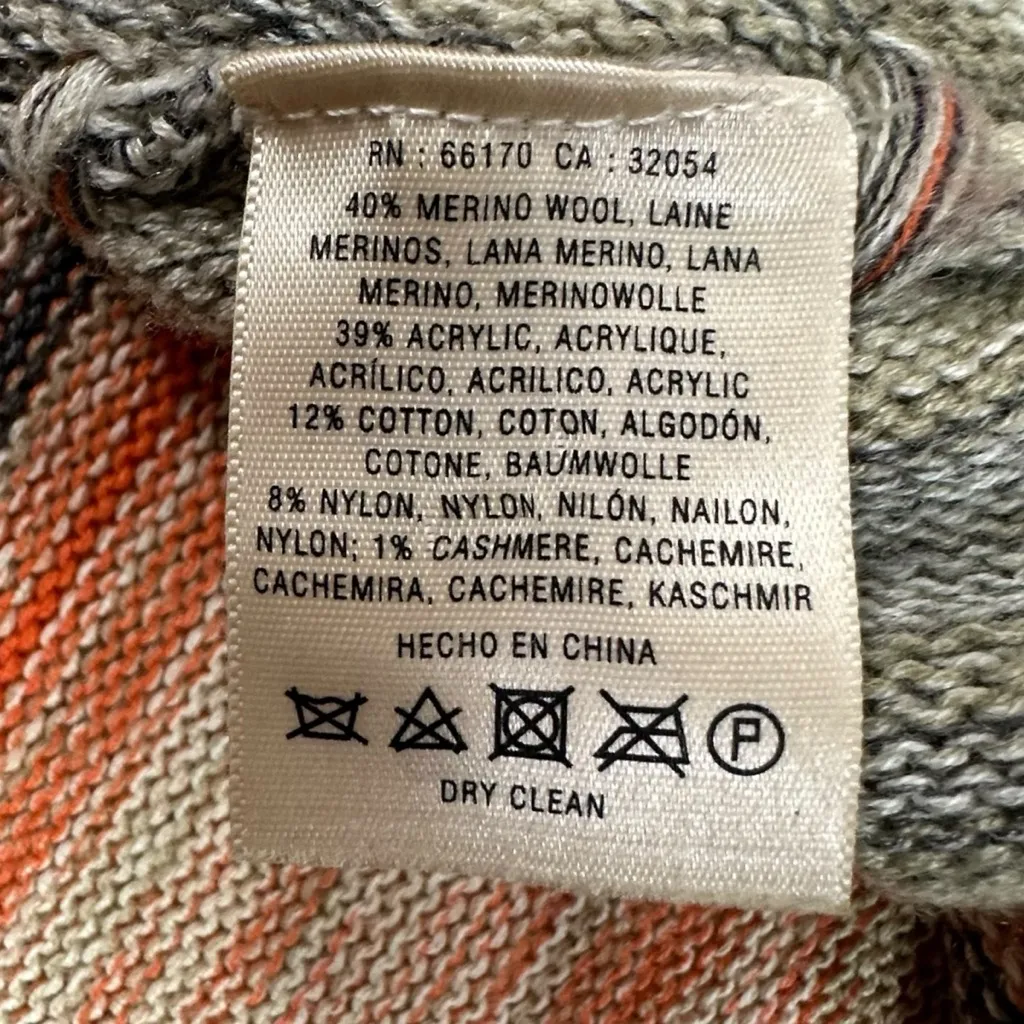 RN : 66170 CA : 32054
40% MERINO WOOL, LAINE
MERINOS, LANA MERINO, LANA
MERINO, MERINOWOLLE
39% ACRYLIC, ACRYLIQUE,
ACRÍLICO, ACRILICO, ACRYLIC
12% COTTON, COTON, ALGODÓN,
COTONE, BAUMWOLLE
8% NYLON, NYLON, NILÓN, NAILON,
NYLON; 1% CASHMERE, CACHEMIRE,
CACHEMIRA, CACHEMIRE, KASCHMIR
HECHO EN CHINA
P
DRY CLEAN